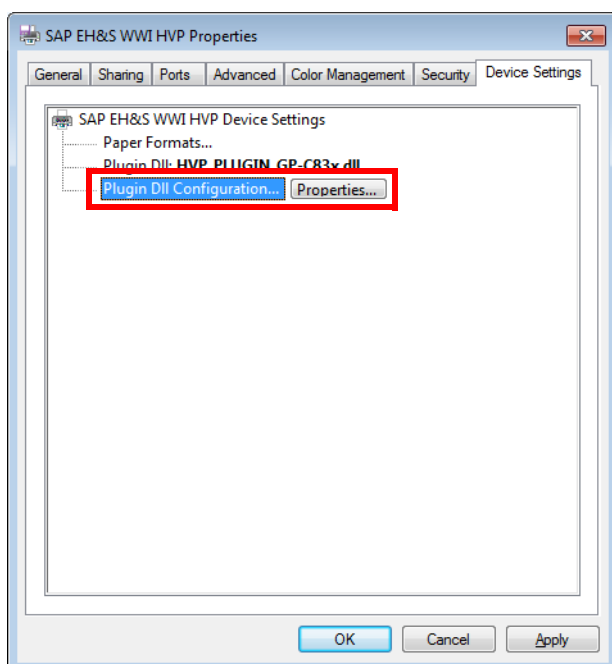 SAP EH&S WWI HVP Properties
General Sharing Ports Advanced Color Management Security Device Settings
SAP EH&S WWI HVP Device Settings
Paper Formats...
Plugin Dll: HVP_PLUGIN_GP-C83x.dll
Plugin Dll Configuration... Properties...
OK Cancel Apply